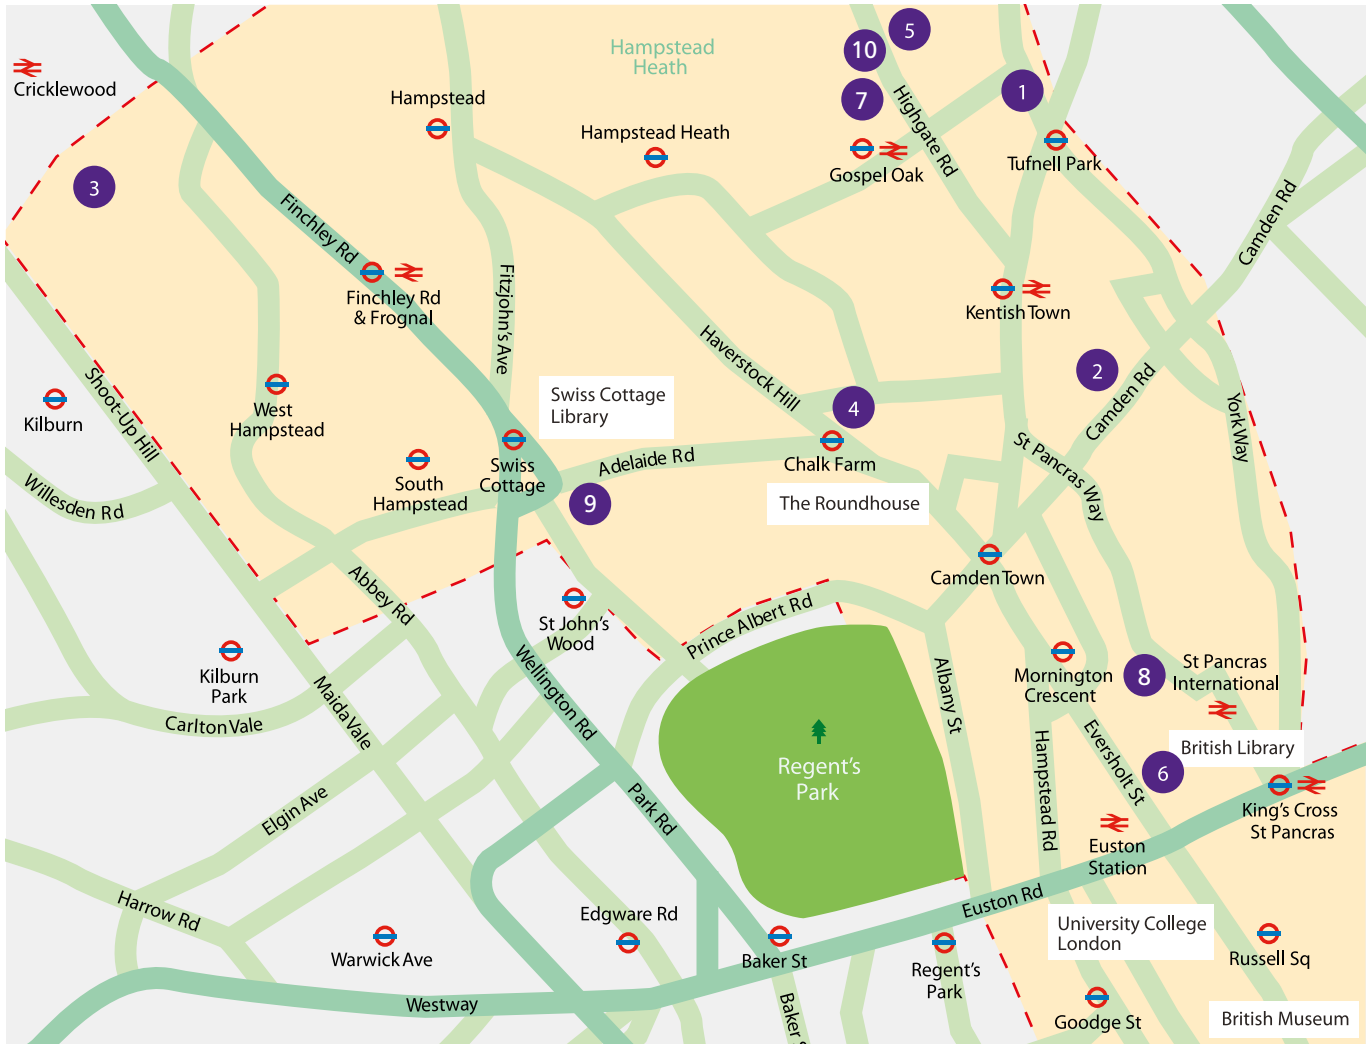 Hampstead
Heath
5
10
7
1
3
Cricklewood
Hampstead
Hampstead Heath
Gospel Oak
Highgate Rd
Tufnell Park
Camden Rd
Finchley Rd
Finchley Rd
& Frognal
Fitzjohn's Ave
Kentish Town
Haverstock Hill
2
Camden Rd
York Way
Kilburn
Shoot-Up Hill
West
Hampstead
Swiss Cottage
Library
4
Willesden Rd
South
Hampstead
Swiss
Cottage
Adelaide Rd
Chalk Farm
St Pancras Way
9
The Roundhouse
Abbey Rd
Camden Town
St John's
Wood
Prince Albert Rd
Kilburn
Park
Carlton Vale
Maida Vale
Wellington Rd
Albany St
Mornington
Crescent
8
St Pancras
International
Regent's
Park
Hampstead Rd
Eversholt St
British Library
6
Elgin Ave
Park Rd
King's Cross
St Pancras
Euston
Station
Harrow Rd
Euston Rd
Edgware Rd
University College
London
Warwick Ave
Baker St
Regent's
Park
Russell Sq
Westway
Baker S
Goodge St
British Museum